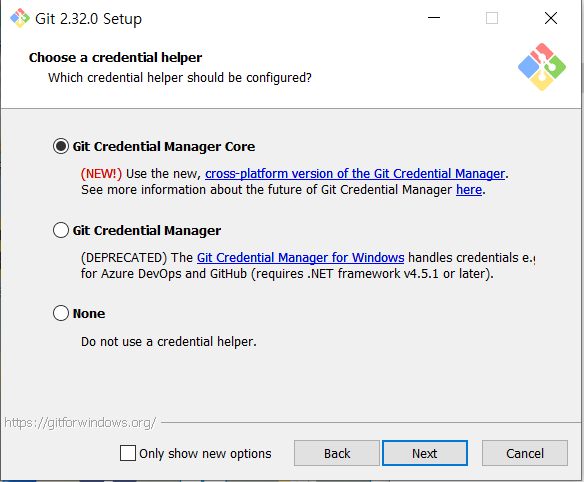 Git 2.32.0 Setup
Choose a credential helper
Which credential helper should be configured?
Git Credential Manager Core
(NEW!) Use the new, cross-platform version of the Git Credential Manager.
See more information about the future of Git Credential Manager here.
Git Credential Manager
(DEPRECATED) The Git Credential Manager for Windows handles credentials e.g
for Azure DevOps and GitHub (requires .NET framework v4.5.1 or later).
None
Do not use a credential helper.
https://gitforwindows.org/
Only show new options
Back
Next
Cancel